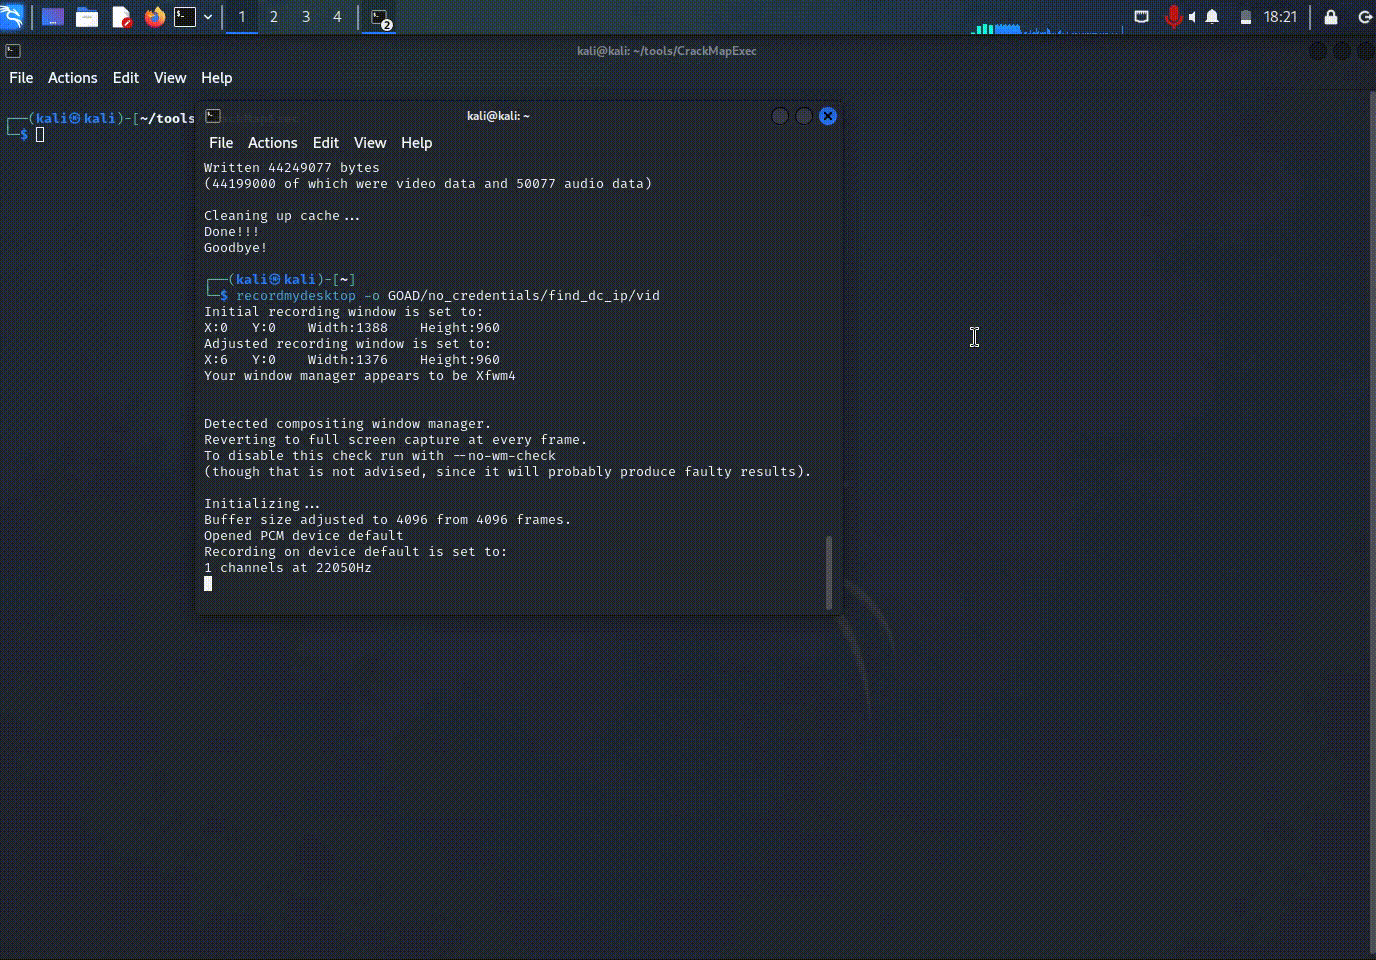 1 2 3 4 2 18:21
kali@kali: ~/tools/CrackMapExec
File Actions Edit View Help
┌──(kali㉿kali)-[~/tools
└─$
kali@kali: ~
File Actions Edit View Help
Written 44249077 bytes
(44199000 of which were video data and 50077 audio data)
Cleaning up cache...
Done!!!
Goodbye!
┌──(kali㉿kali)-[~]
└─$ recordmydesktop -o GOAD/no_credentials/find_dc_ip/vid
Initial recording window is set to:
X:0 Y:0 Width:1388 Height:960
Adjusted recording window is set to:
X:6 Y:0 Width:1376 Height:960
Your window manager appears to be Xfwm4
Detected compositing window manager.
Reverting to full screen capture at every frame.
To disable this check run with --no-wm-check
(though that is not advised, since it will probably produce faulty results).
Initializing...
Buffer size adjusted to 4096 from 4096 frames.
Opened PCM device default
Recording on device default is set to:
1 channels at 22050Hz